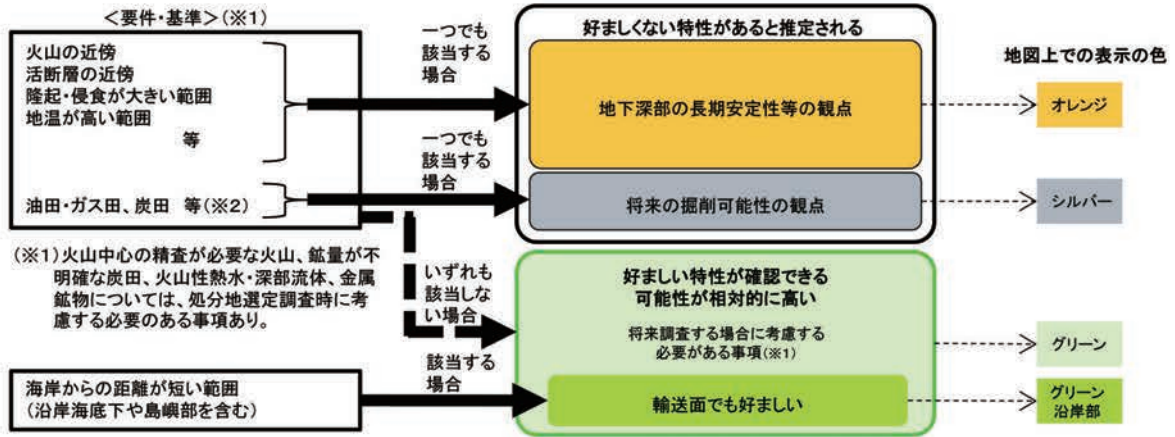 <要件・基準>(※1)
火山の近傍
活断層の近傍
隆起・侵食が大きい範囲
地温が高い範囲
等
油田・ガス田、炭田 等(※2)
(※1)火山中心の精査が必要な火山、鉱量が不
明確な炭田、火山性熱水・深部流体、金属
鉱物については、処分地選定調査時に考
慮する必要のある事項あり。
海岸からの距離が短い範囲
(沿岸海底下や島嶼部を含む)
一つでも
該当する
場合
一つでも
該当する
場合
いずれも
該当しな
い場合
該当する
場合
好ましくない特性があると推定される
地下深部の長期安定性等の観点
将来の掘削可能性の観点
好ましい特性が確認できる
可能性が相対的に高い
将来調査する場合に考慮する
必要がある事項(※1)
輸送面でも好ましい
地図上での表示の色
オレンジ
シルバー
グリーン
グリーン
沿岸部